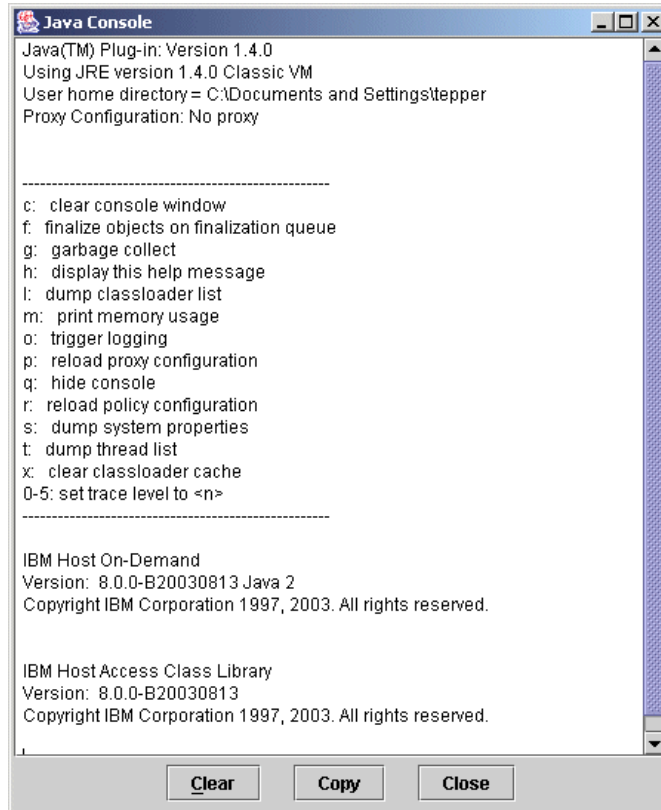 Java Console
Java(TM) Plug-in: Version 1.4.0
Using JRE version 1.4.0 Classic VM
User home directory = C:\Documents and Settings\tepper
Proxy Configuration: No proxy
----------------------------------------------------
c: clear console window
f: finalize objects on finalization queue
g: garbage collect
h: display this help message
l: dump classloader list
m: print memory usage
o: trigger logging
p: reload proxy configuration
q: hide console
r: reload policy configuration
s: dump system properties
t: dump thread list
x: clear classloader cache
0-5: set trace level to <n>
----------------------------------------------------
IBM Host On-Demand
Version: 8.0.0-B20030813 Java 2
Copyright IBM Corporation 1997, 2003. All rights reserved.
IBM Host Access Class Library
Version: 8.0.0-B20030813
Copyright IBM Corporation 1997, 2003. All rights reserved.
Clear Copy Close